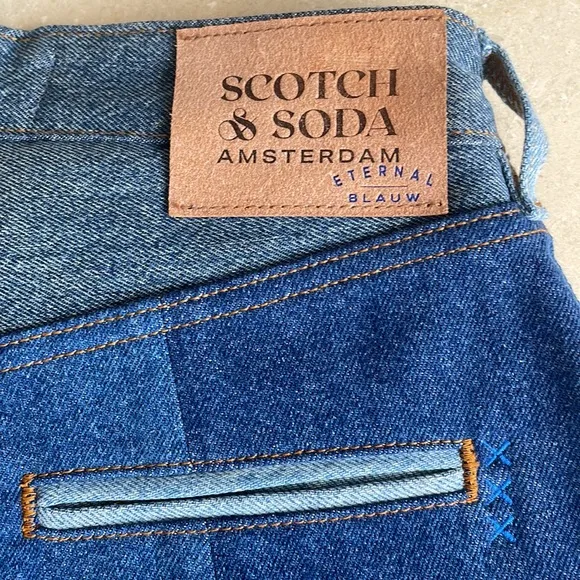 SCOTCH
& SODA
AMSTERDAM
ETERNAL
BLAUW